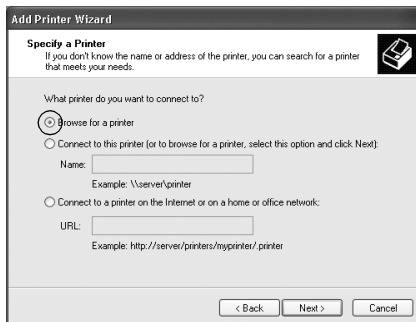 Add Printer Wizard
Specify a Printer
If you don't know the name or address of the printer, you can search for a printer
that meets your needs.
What printer do you want to connect to?
Browse for a printer
Connect to this printer (or to browse for a printer, select this option and click Next):
Name:
Example: \\server\printer
Connect to a printer on the Internet or on a home or office network:
URL:
Example: http://server/printers/myprinter/.printer
< Back Next > Cancel